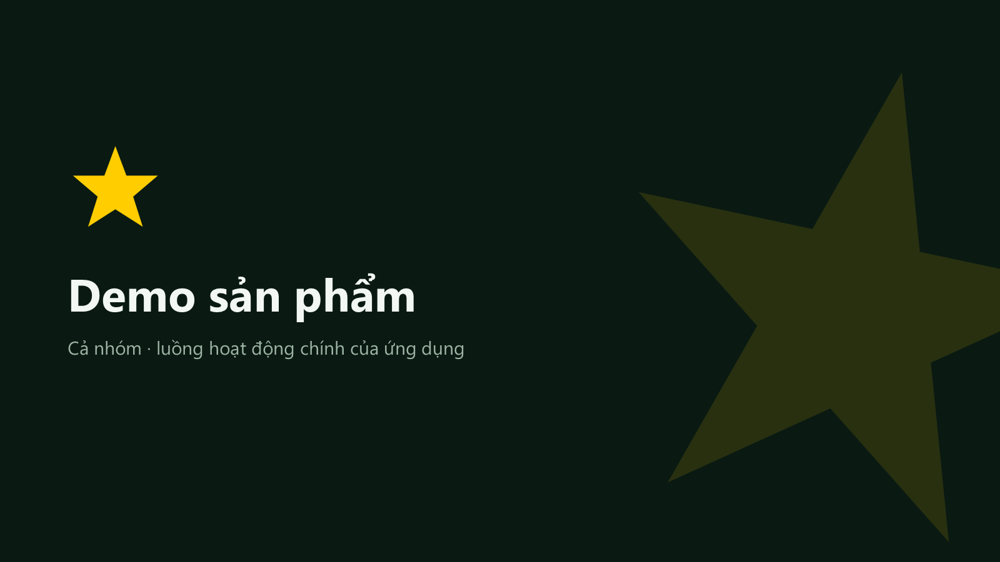 Demo sản phẩm
Cả nhóm · luồng hoạt động chính của ứng dụng